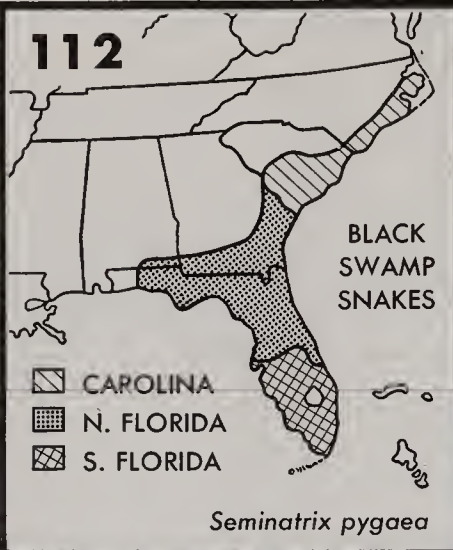 112
BLACK
SWAMP
SNAKES
CAROLINA
N. FLORIDA
S. FLORIDA
Seminatrix pygaea